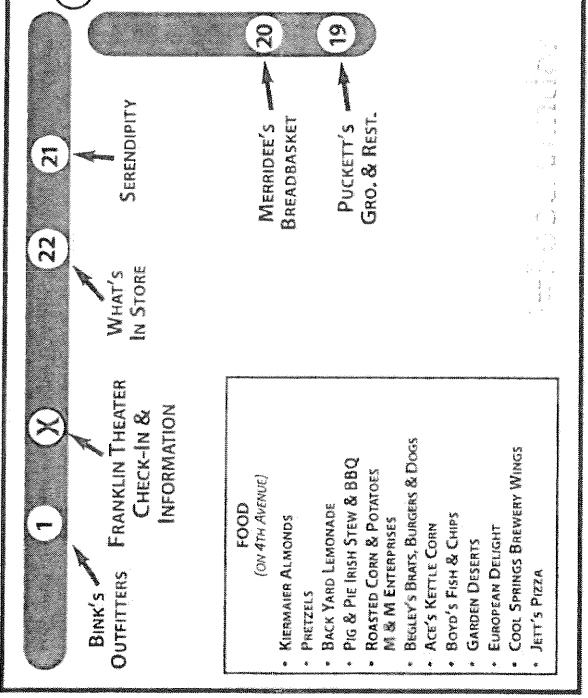 1
X
22
21
20
19
BINK'S
OUTFITTERS
FRANKLIN THEATER
CHECK-IN &
INFORMATION
WHAT'S
IN STORE
SERENDIPITY
MERRIDEE'S
BREADBASKET
PUCKETT'S
GRO. & REST.
FOOD
(ON 4TH AVENUE)
• KIERMAIER ALMONDS
• PRETZELS
• BACK YARD LEMONADE
• PIG & PIE IRISH STEW & BBQ
• ROASTED CORN & POTATOES
M & M ENTERPRISES
• BEGLEY'S BRATS, BURGERS & DOGS
• ACE'S KETTLE CORN
• BOYD'S FISH & CHIPS
• GARDEN DESERTS
• EUROPEAN DELIGHT
• COOL SPRINGS BREWERY WINGS
• JETT'S PIZZA